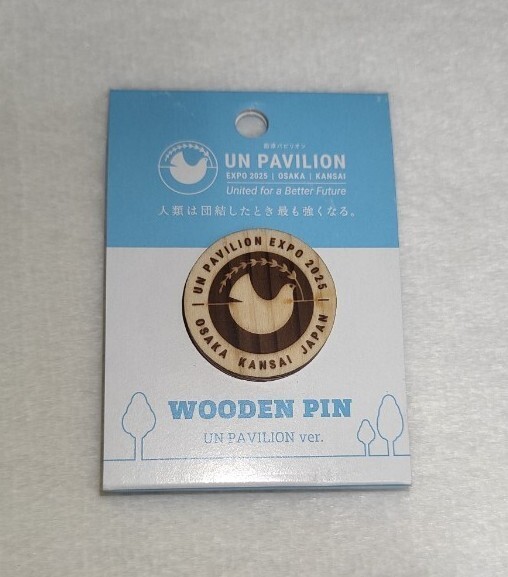 国連パビリオン
UN PAVILION
EXPO 2025 | OSAKA | KANSAI
United for a Better Future
人類は団結したとき最も強くなる。
UN PAVILION EXPO 2025
OSAKA KANSAI JAPAN
WOODEN PIN
UN PAVILION ver.